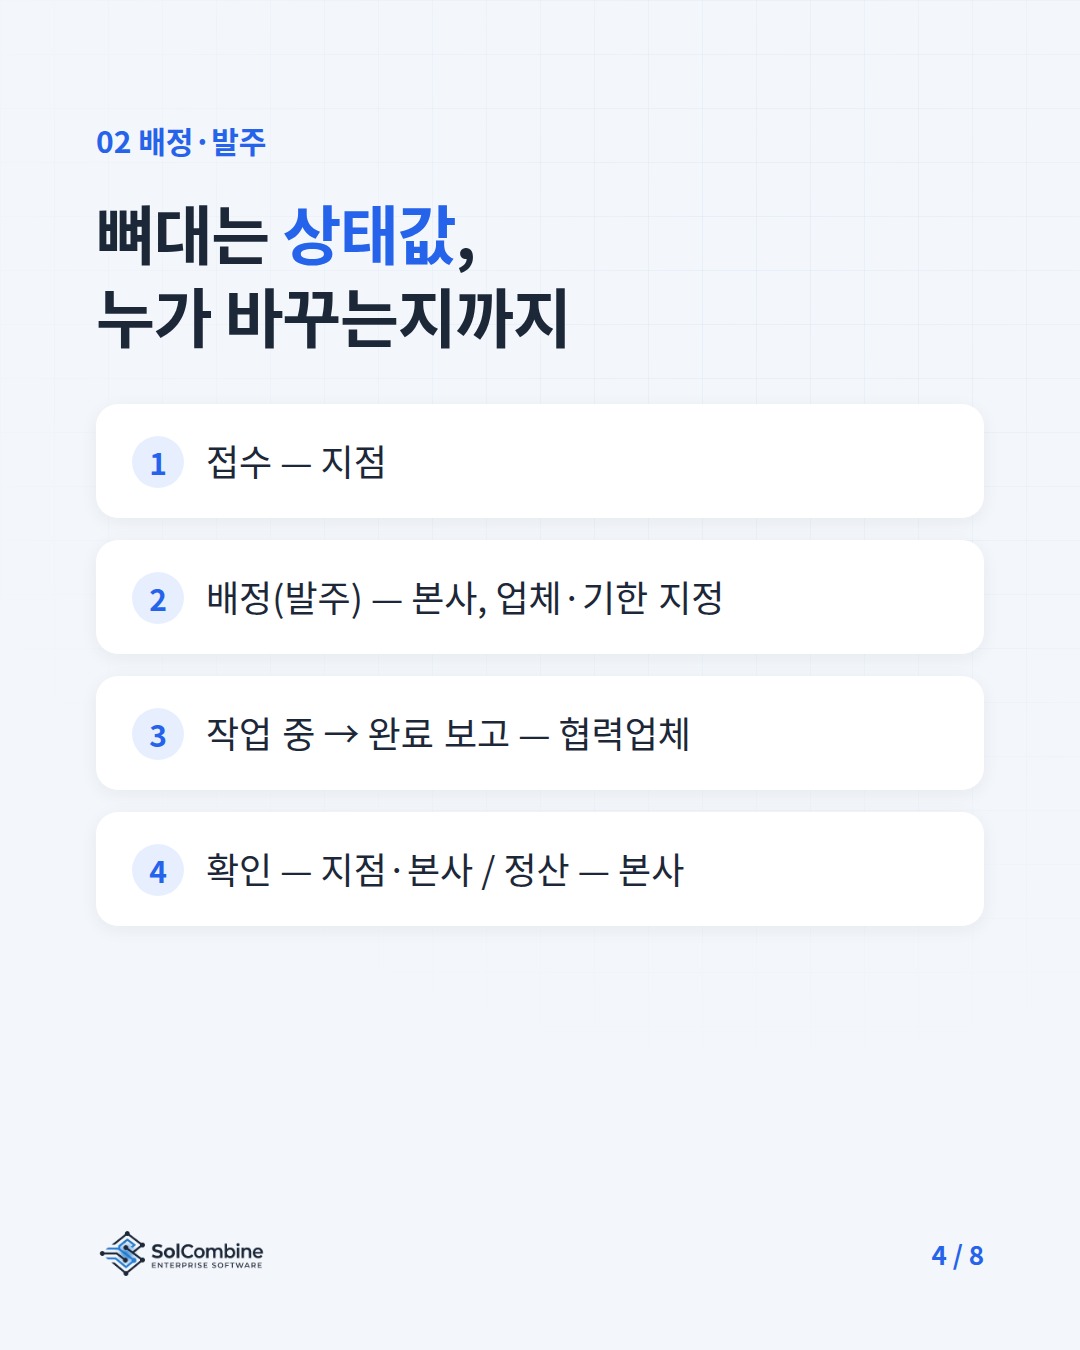 02 배정·발주
뼈대는 상태값,
누가 바꾸는지까지
1 접수 — 지점
2 배정(발주) — 본사, 업체·기한 지정
3 작업 중 → 완료 보고 — 협력업체
4 확인 — 지점·본사 / 정산 — 본사
SolCombine
ENTERPRISE SOFTWARE
4 / 8